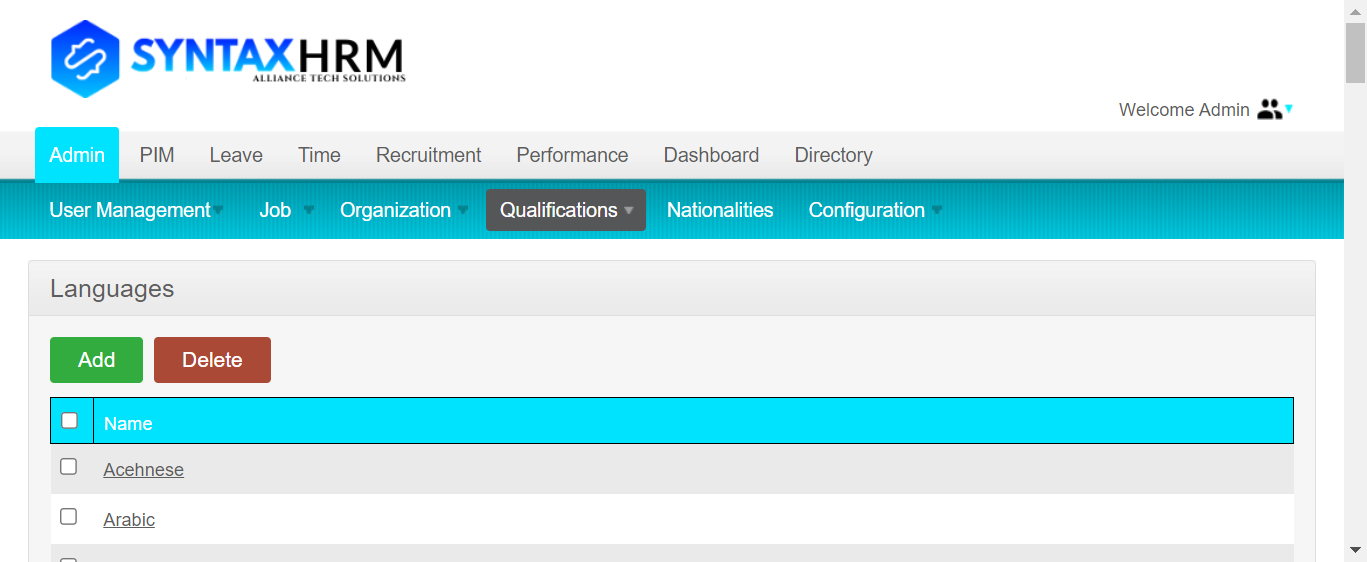 SYNTAXHRM
ALLIANCE TECH SOLUTIONS
Welcome Admin
Admin PIM Leave Time Recruitment Performance Dashboard Directory
User Management Job Organization Qualifications Nationalities Configuration
Languages
Add Delete
Name
Acehnese
Arabic